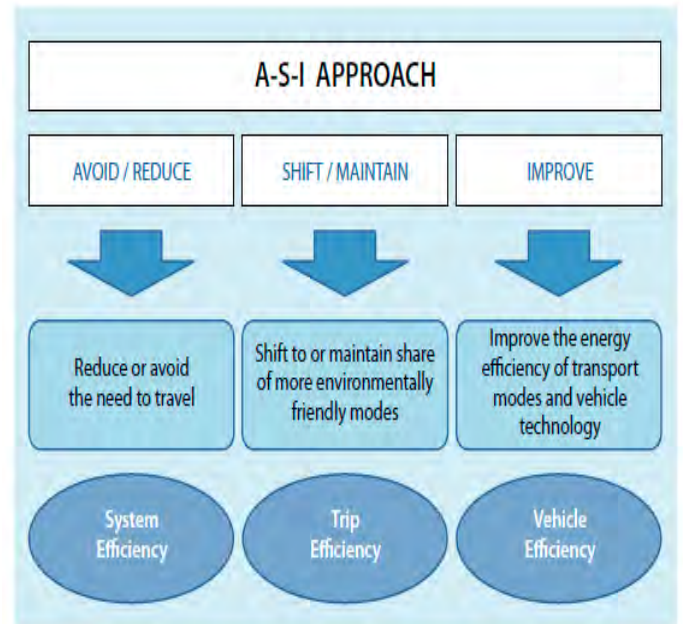 A-S-I APPROACH
AVOID / REDUCE
SHIFT / MAINTAIN
IMPROVE
Reduce or avoid
the need to travel
Shift to or maintain share
of more environmentally
friendly modes
Improve the energy
efficiency of transport
modes and vehicle
technology
System
Efficiency
Trip
Efficiency
Vehicle
Efficiency